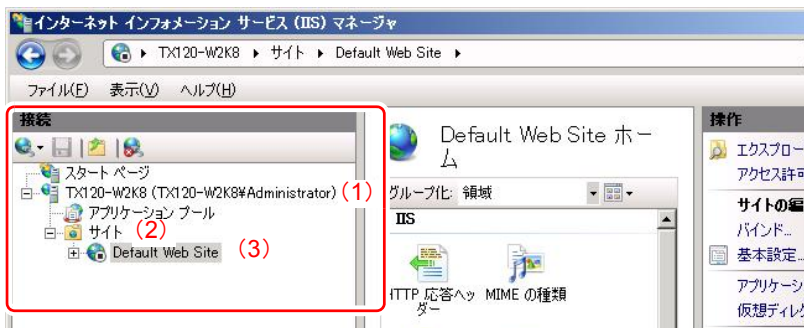 インターネット インフォメーション サービス (IIS) マネージャ
TX120-W2K8 サイト Default Web Site
ファイル(F) 表示(V) ヘルプ(H)
接続
スタート ページ
TX120-W2K8 (TX120-W2K8¥Administrator) (1)
アプリケーション プール
サイト (2)
Default Web Site (3)
Default Web Site ホー
ム
グループ化: 領域
IIS
HTTP 応答ヘッ
ダー
MIME の種類
操作
エクスプロー
アクセス許可
サイトの編
バインド...
基本設定...
アプリケーシ
仮想ディレク